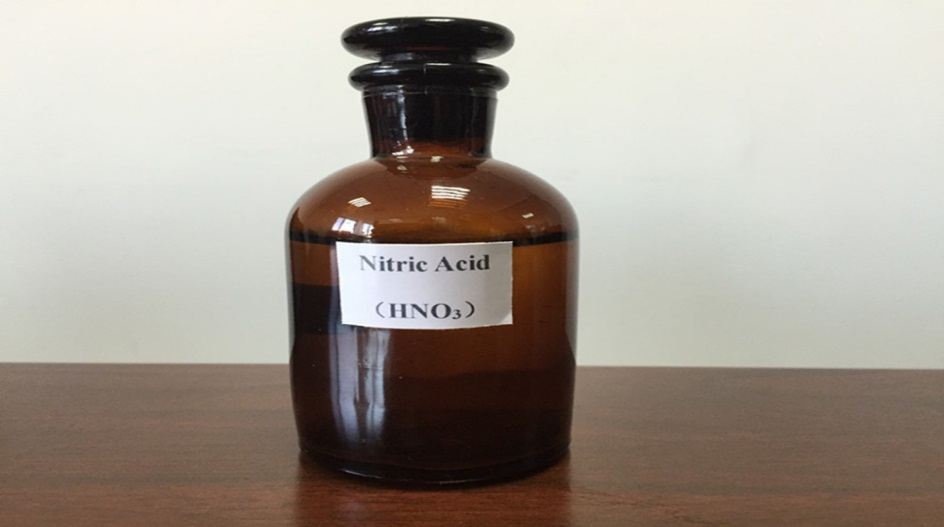 Nitric Acid
（HNO₃）